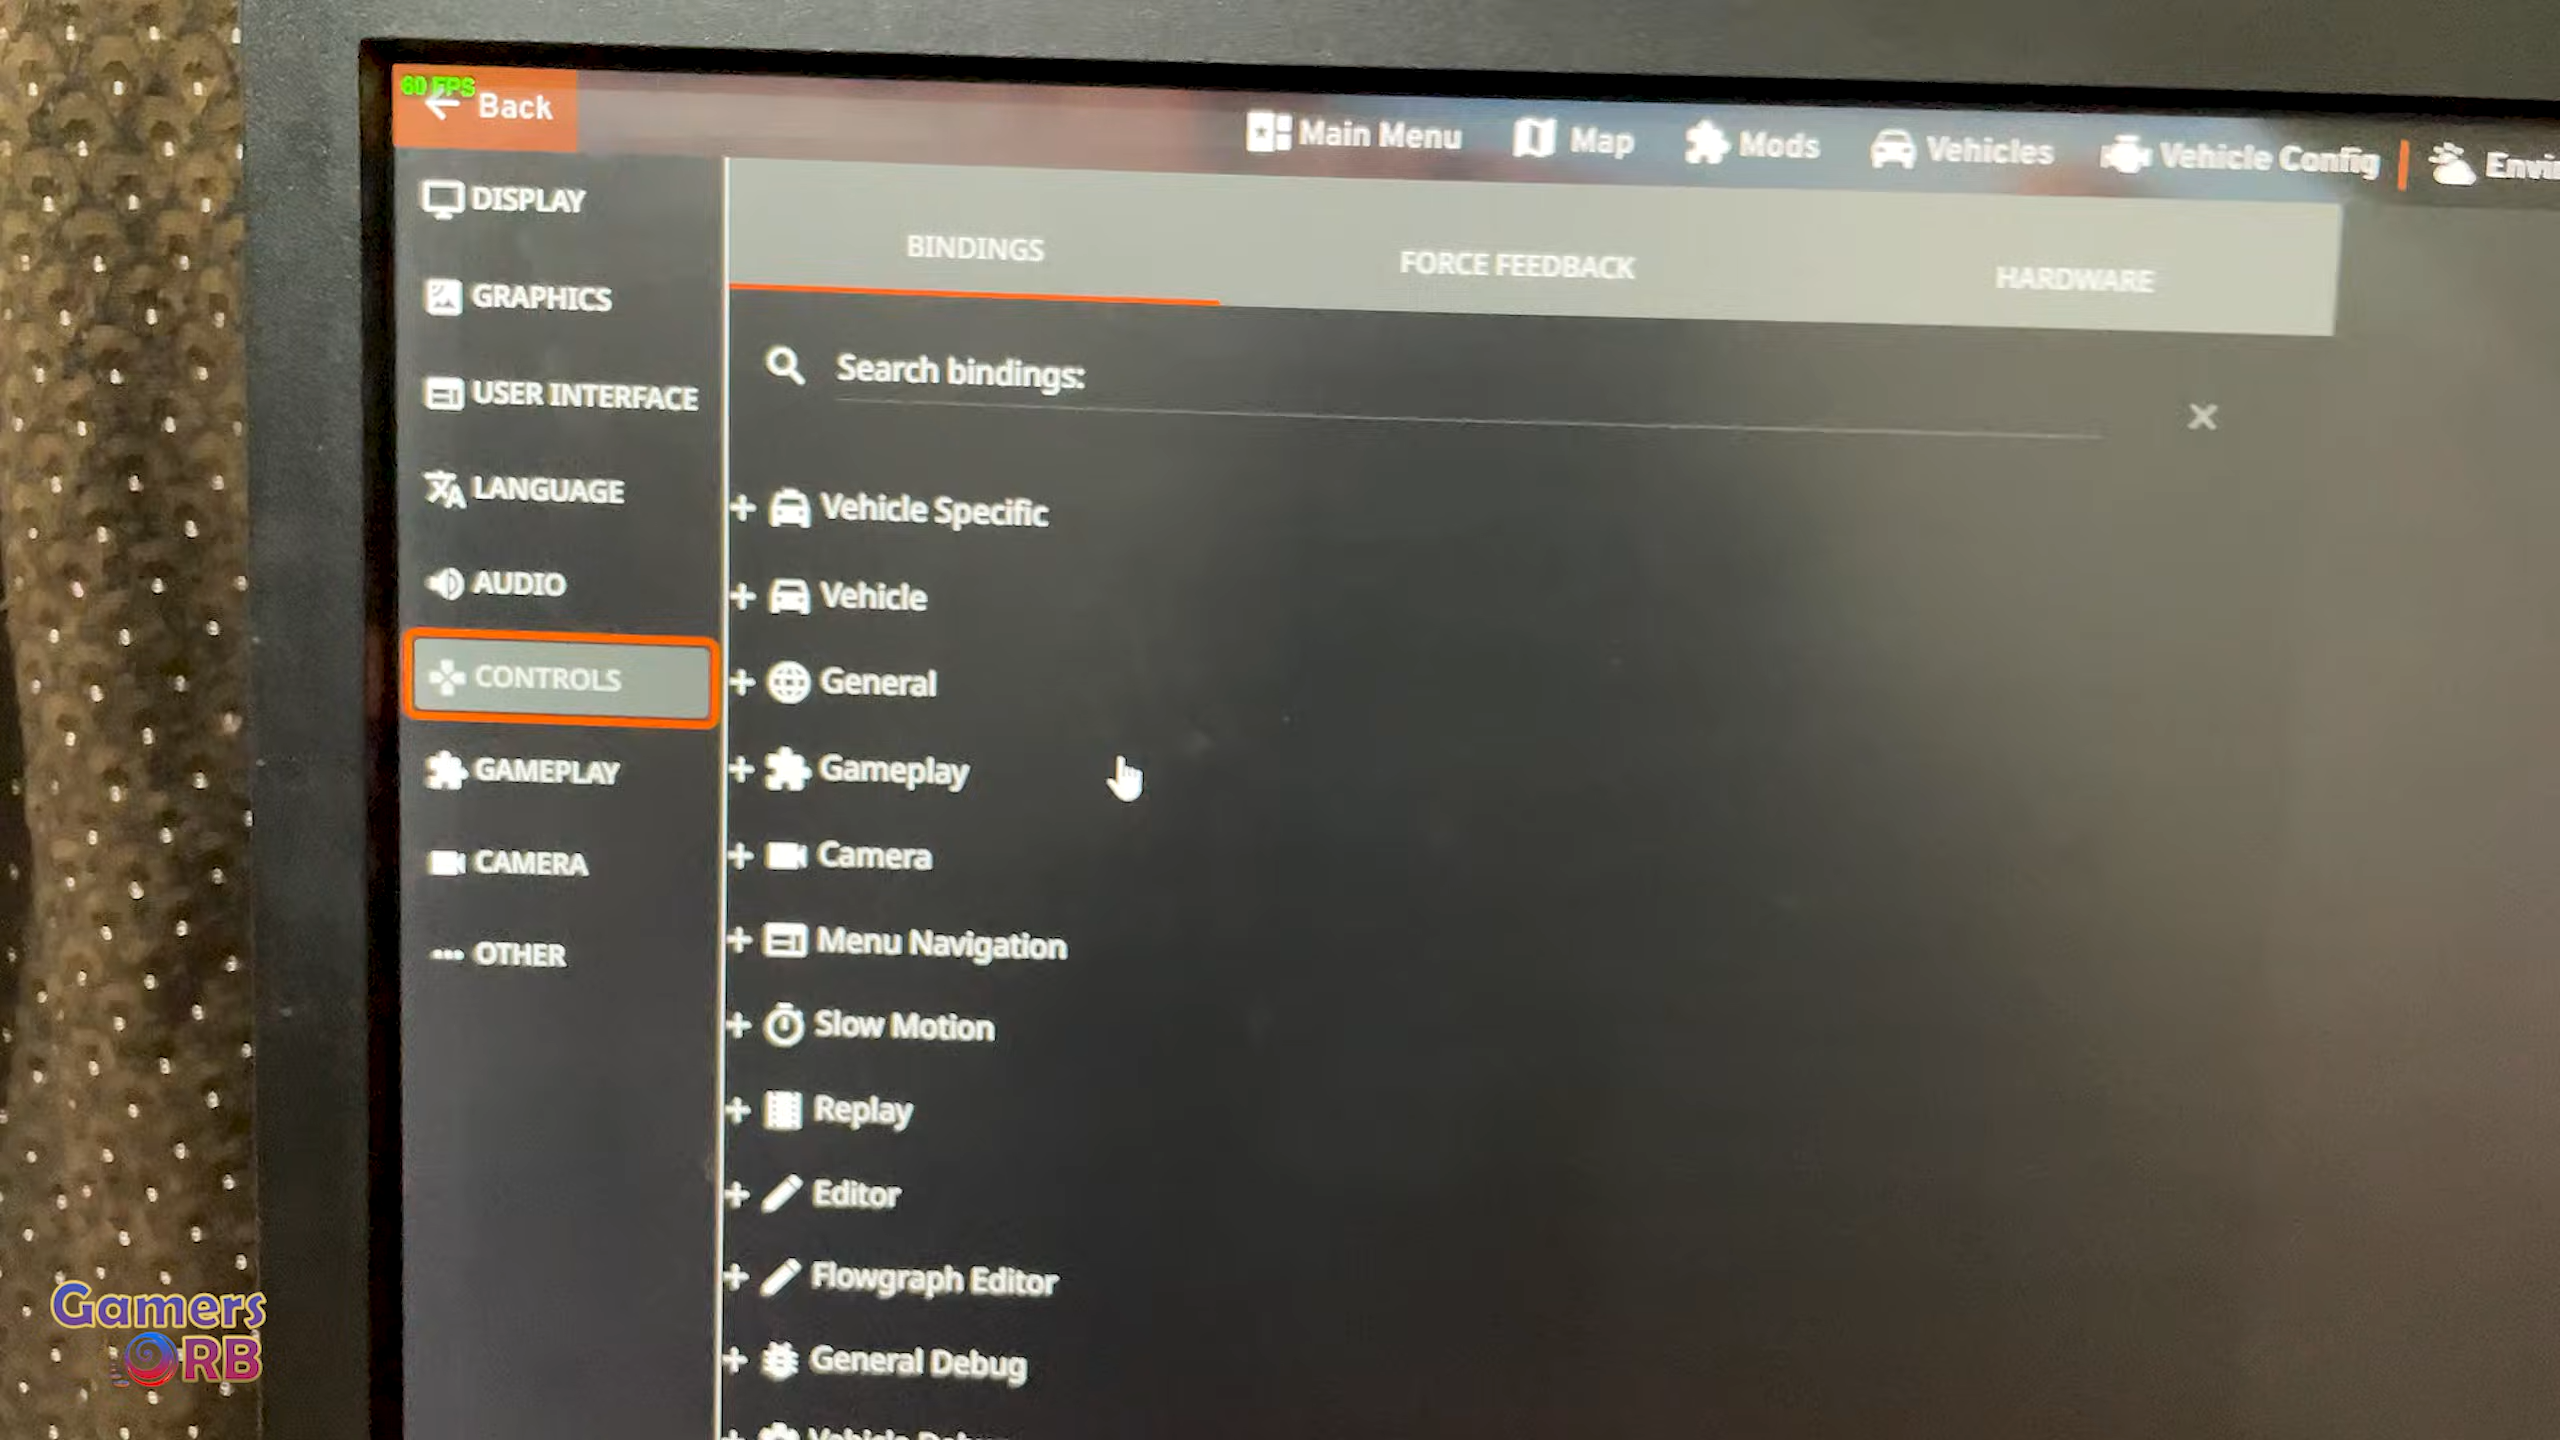 60 FPS
Back
Main Menu
Map
Mods
Vehicles
Vehicle Config
DISPLAY
GRAPHICS
USER INTERFACE
LANGUAGE
AUDIO
CONTROLS
GAMEPLAY
CAMERA
OTHER
BINDINGS
FORCE FEEDBACK
HARDWARE
Search bindings:
Vehicle Specific
Vehicle
General
Gameplay
Camera
Menu Navigation
Slow Motion
Replay
Editor
Flowgraph Editor
General Debug
Gamers
ORB